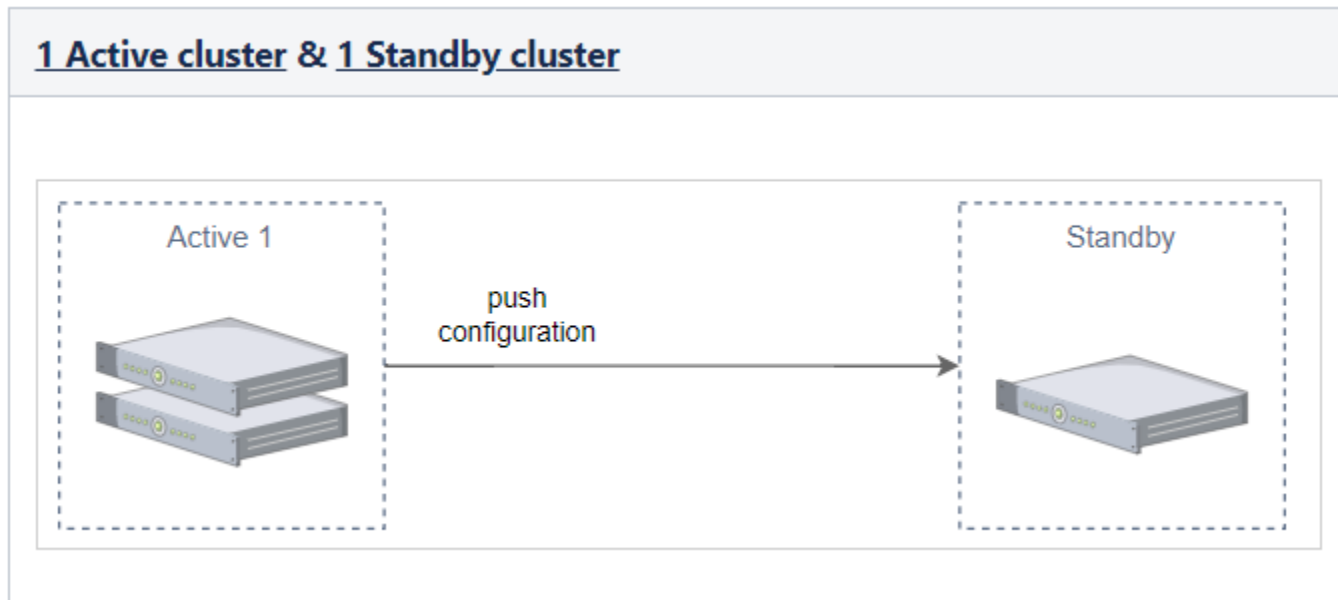 1 Active cluster & 1 Standby cluster
Active 1
Standby
push
configuration